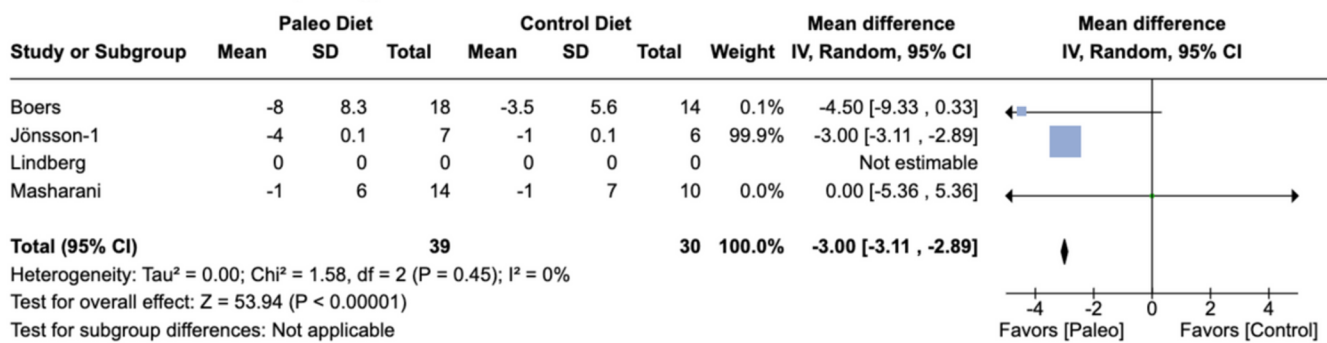 Paleo Diet Control Diet Mean difference Mean difference
Study or Subgroup Mean SD Total Mean SD Total Weight IV, Random, 95% CI IV, Random, 95% CI
Boers -8 8.3 18 -3.5 5.6 14 0.1% -4.50 [-9.33 , 0.33]
Jönsson-1 -4 0.1 7 -1 0.1 6 99.9% -3.00 [-3.11 , -2.89]
Lindberg 0 0 0 0 0 0 Not estimable
Masharani -1 6 14 -1 7 10 0.0% 0.00 [-5.36 , 5.36]
Total (95% CI) 39 30 100.0% -3.00 [-3.11 , -2.89]
Heterogeneity: Tau² = 0.00; Chi² = 1.58, df = 2 (P = 0.45); I² = 0%
Test for overall effect: Z = 53.94 (P < 0.00001)
Test for subgroup differences: Not applicable
-4 -2 0 2 4
Favors [Paleo] Favors [Control]